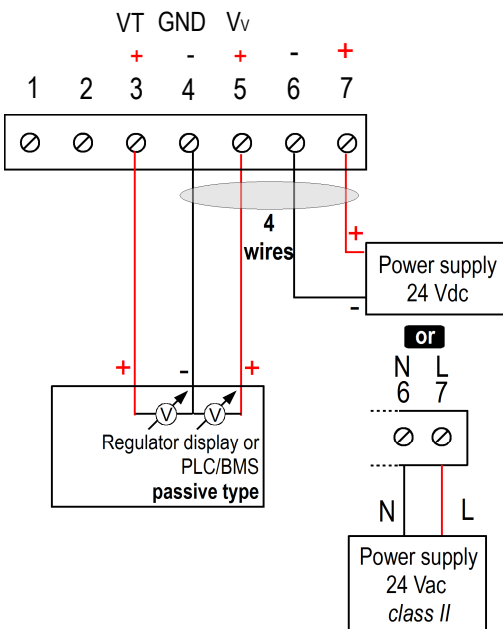 VT GND Vv
+ - + - +
1 2 3 4 5 6 7
4
wires
+
Power supply
24 Vdc
-
or
N L
6 7
+ - +
V V
Regulator display or
PLC/BMS
passive type
N L
Power supply
24 Vac
class II